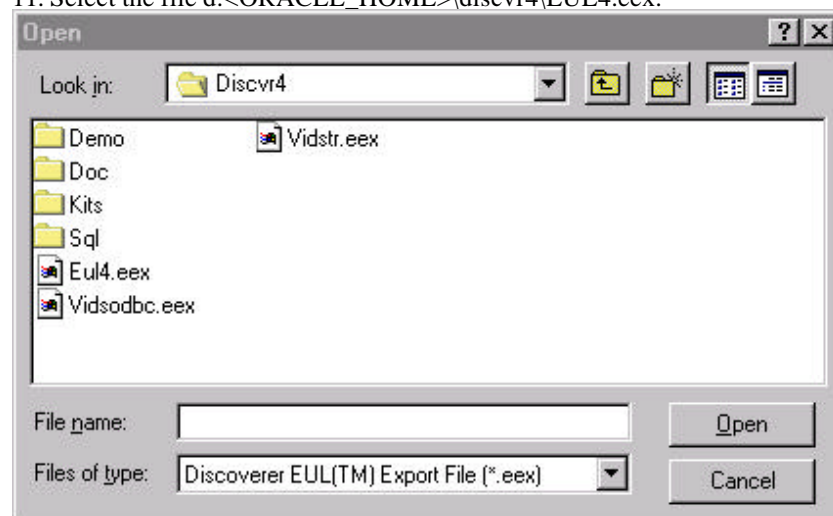 11. Select the file d:<ORACLE_HOME>\discvr4\EUL4.eex.
Open
Look in: Discvr4
Demo
Doc
Kits
Sql
Eul4.eex
Vidsodbc.eex
Vidstr.eex
File name:
Open
Files of type: Discoverer EUL(TM) Export File (*.eex)
Cancel